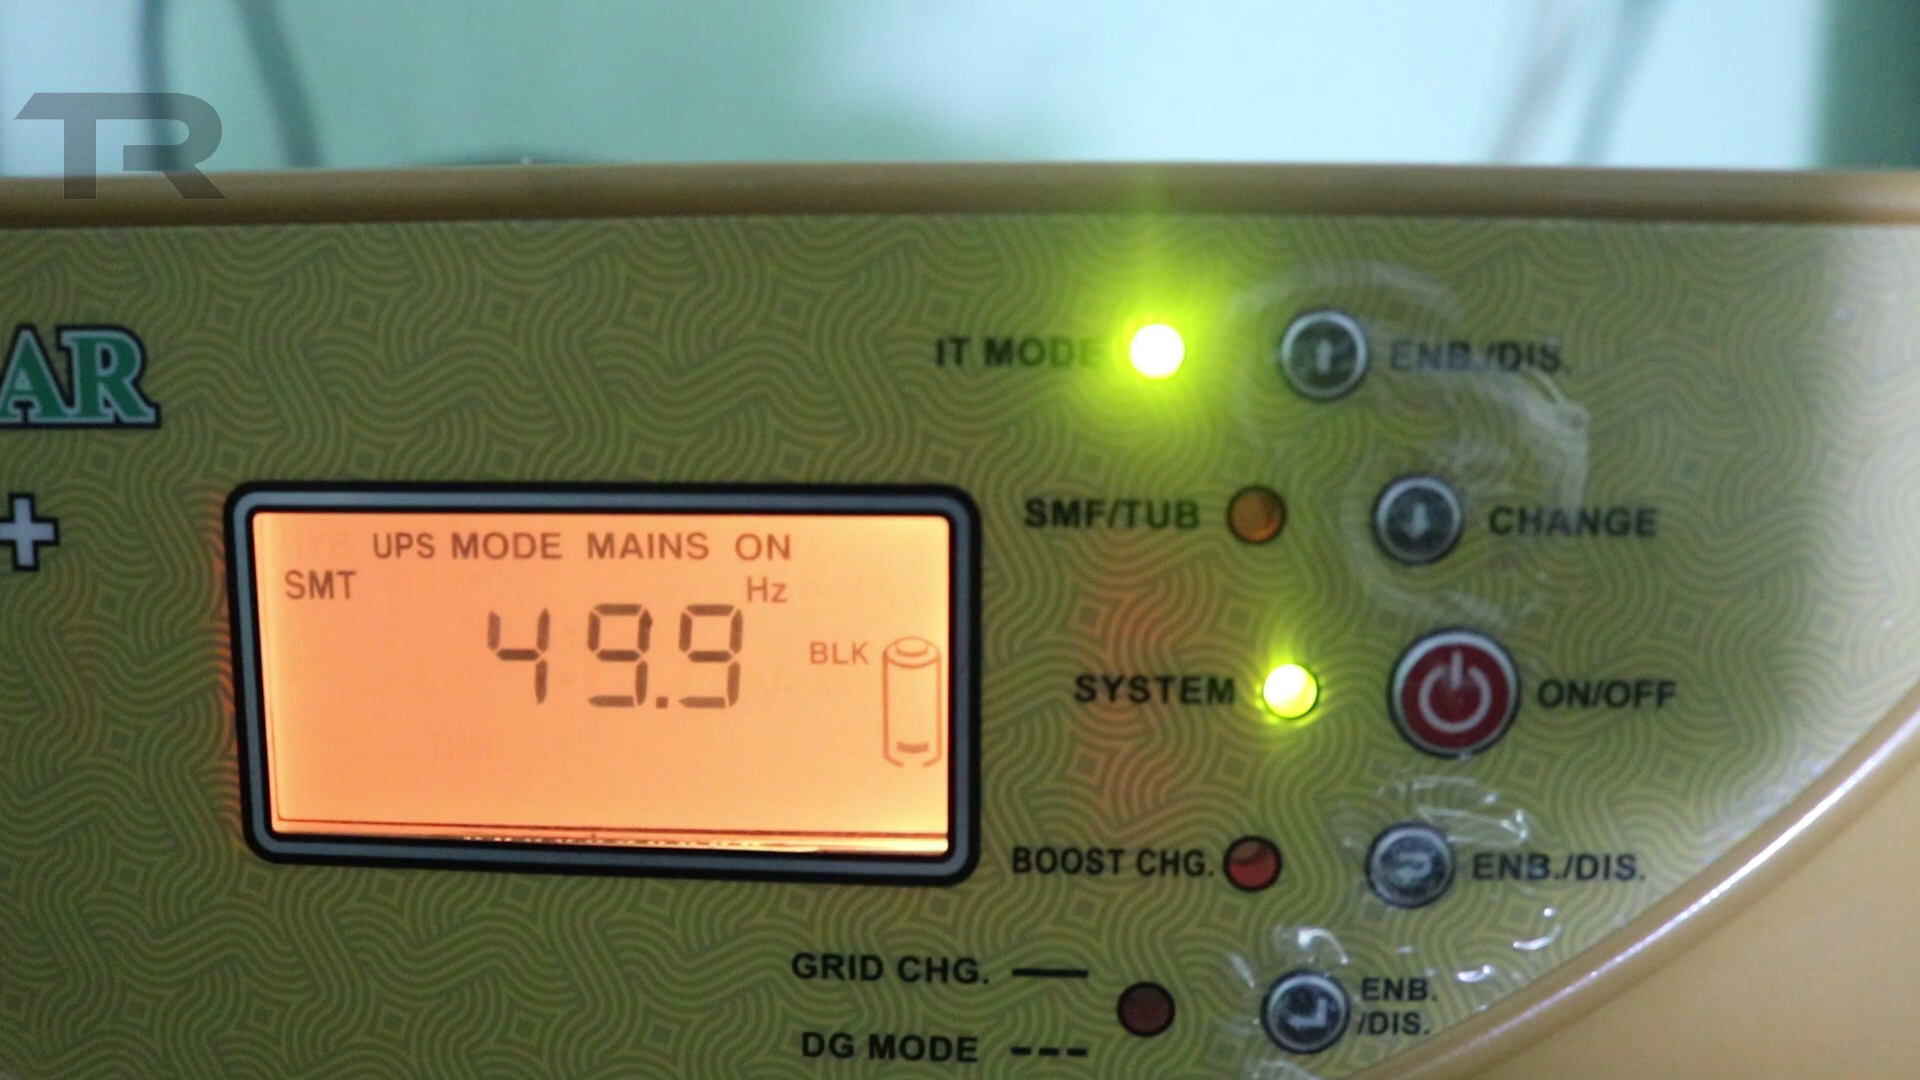 TR
AR
+
IT MODE
ENB./DIS.
SMF/TUB
CHANGE
UPS MODE MAINS ON
SMT
Hz
49.9
BLK
SYSTEM
ON/OFF
TIME
BOOST CHG.
ENB./DIS.
GRID CHG.
ENB.
/DIS.
DG MODE